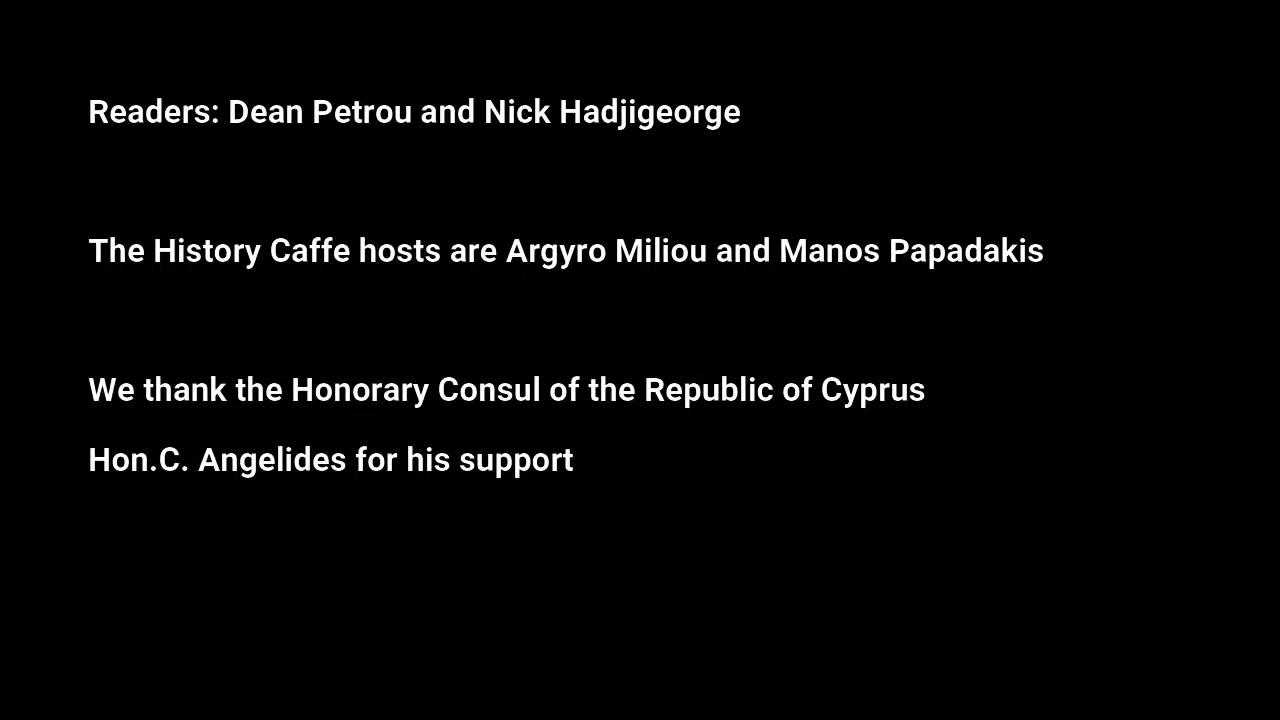 Readers: Dean Petrou and Nick Hadjigeorge
The History Caffe hosts are Argyro Miliou and Manos Papadakis
We thank the Honorary Consul of the Republic of Cyprus
Hon.C. Angelides for his support